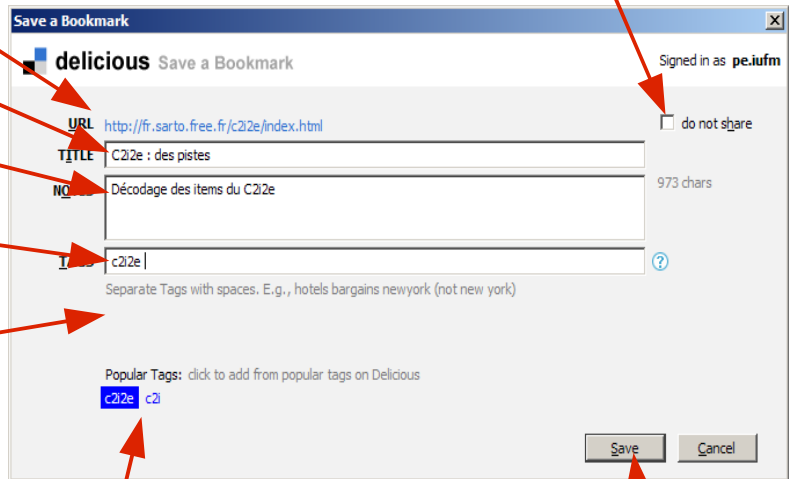 Save a Bookmark
delicious Save a Bookmark
Signed in as pe.iufm
URL http://fr.sarto.free.fr/c2i2e/index.html
do not share
TITLE C2i2e : des pistes
NOTES Décodage des items du C2i2e
973 chars
TAGS c2i2e
Separate Tags with spaces. E.g., hotels bargains newyork (not new york)
Popular Tags: click to add from popular tags on Delicious
c2i2e c2i
Save Cancel